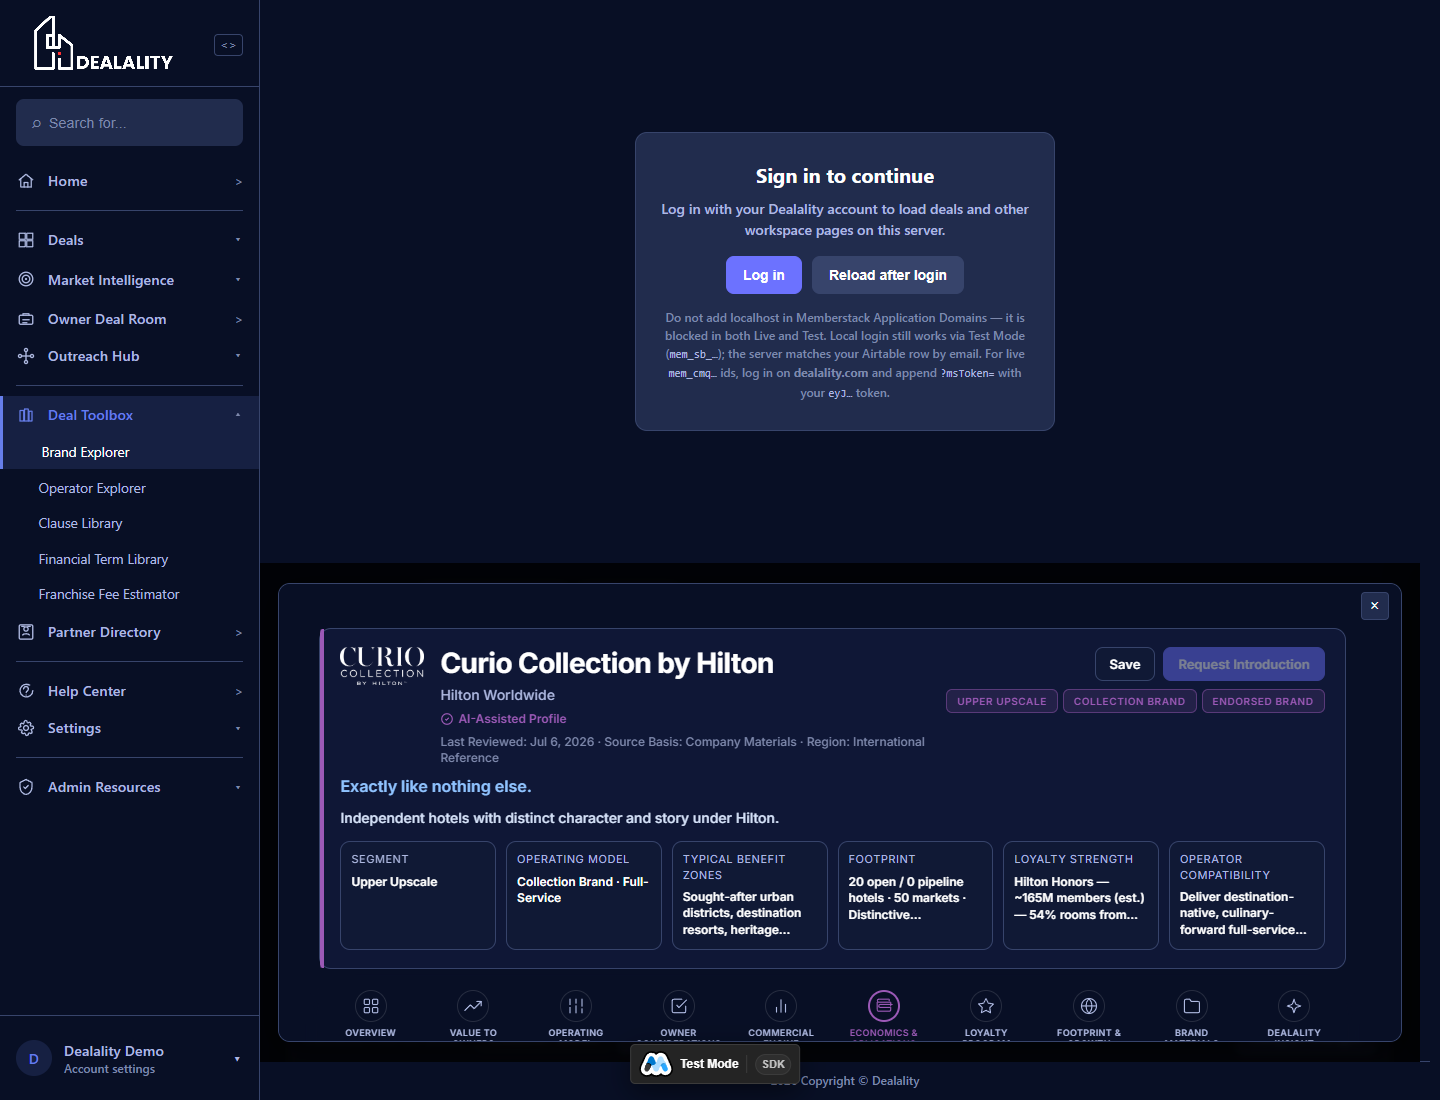 DEALALITY
<>
Search for...
Home >
Deals
Market Intelligence
Owner Deal Room >
Outreach Hub
Deal Toolbox
Brand Explorer
Operator Explorer
Clause Library
Financial Term Library
Franchise Fee Estimator
Partner Directory >
Help Center >
Settings
Admin Resources
D
Dealality Demo
Account settings
Sign in to continue
Log in with your Dealality account to load deals and other
workspace pages on this server.
Log in
Reload after login
Do not add localhost in Memberstack Application Domains — it is
blocked in both Live and Test. Local login still works via Test Mode
(mem_sb_…); the server matches your Airtable row by email. For live
mem_cmq… ids, log in on dealality.com and append ?msToken= with
your eyJ… token.
×
CURIO
COLLECTION
BY HILTON
Curio Collection by Hilton
Hilton Worldwide
AI-Assisted Profile
Last Reviewed: Jul 6, 2026 · Source Basis: Company Materials · Region: International
Reference
Save
Request Introduction
UPPER UPSCALE
COLLECTION BRAND
ENDORSED BRAND
Exactly like nothing else.
Independent hotels with distinct character and story under Hilton.
SEGMENT
Upper Upscale
OPERATING MODEL
Collection Brand · Full-
Service
TYPICAL BENEFIT
ZONES
Sought-after urban
districts, destination
resorts, heritage...
FOOTPRINT
20 open / 0 pipeline
hotels · 50 markets ·
Distinctive...
LOYALTY STRENGTH
Hilton Honors —
~165M members (est.)
— 54% rooms from...
OPERATOR
COMPATIBILITY
Deliver destination-
native, culinary-
forward full-service...
OVERVIEW
VALUE TO
OPERATING
OWNER
COMMERCIAL
ECONOMICS &
LOYALTY
FOOTPRINT &
BRAND
DEALALITY
Test Mode
SDK
Copyright © Dealality